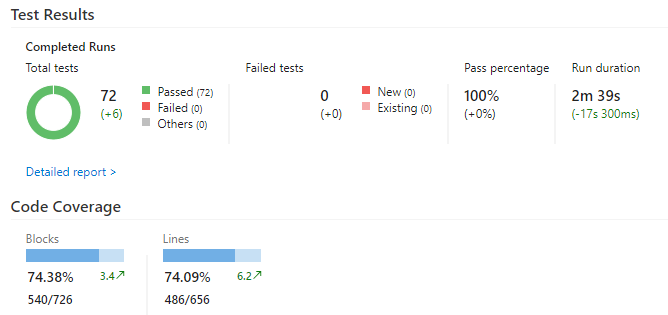 Test Results
Completed Runs
Total tests
72
(+6)
Passed (72)
Failed (0)
Others (0)
Failed tests
0
(+0)
New (0)
Existing (0)
Pass percentage
100%
(+0%)
Run duration
2m 39s
(-17s 300ms)
Detailed report >
Code Coverage
Blocks
74.38%
3.4↗
540/726
Lines
74.09%
6.2↗
486/656